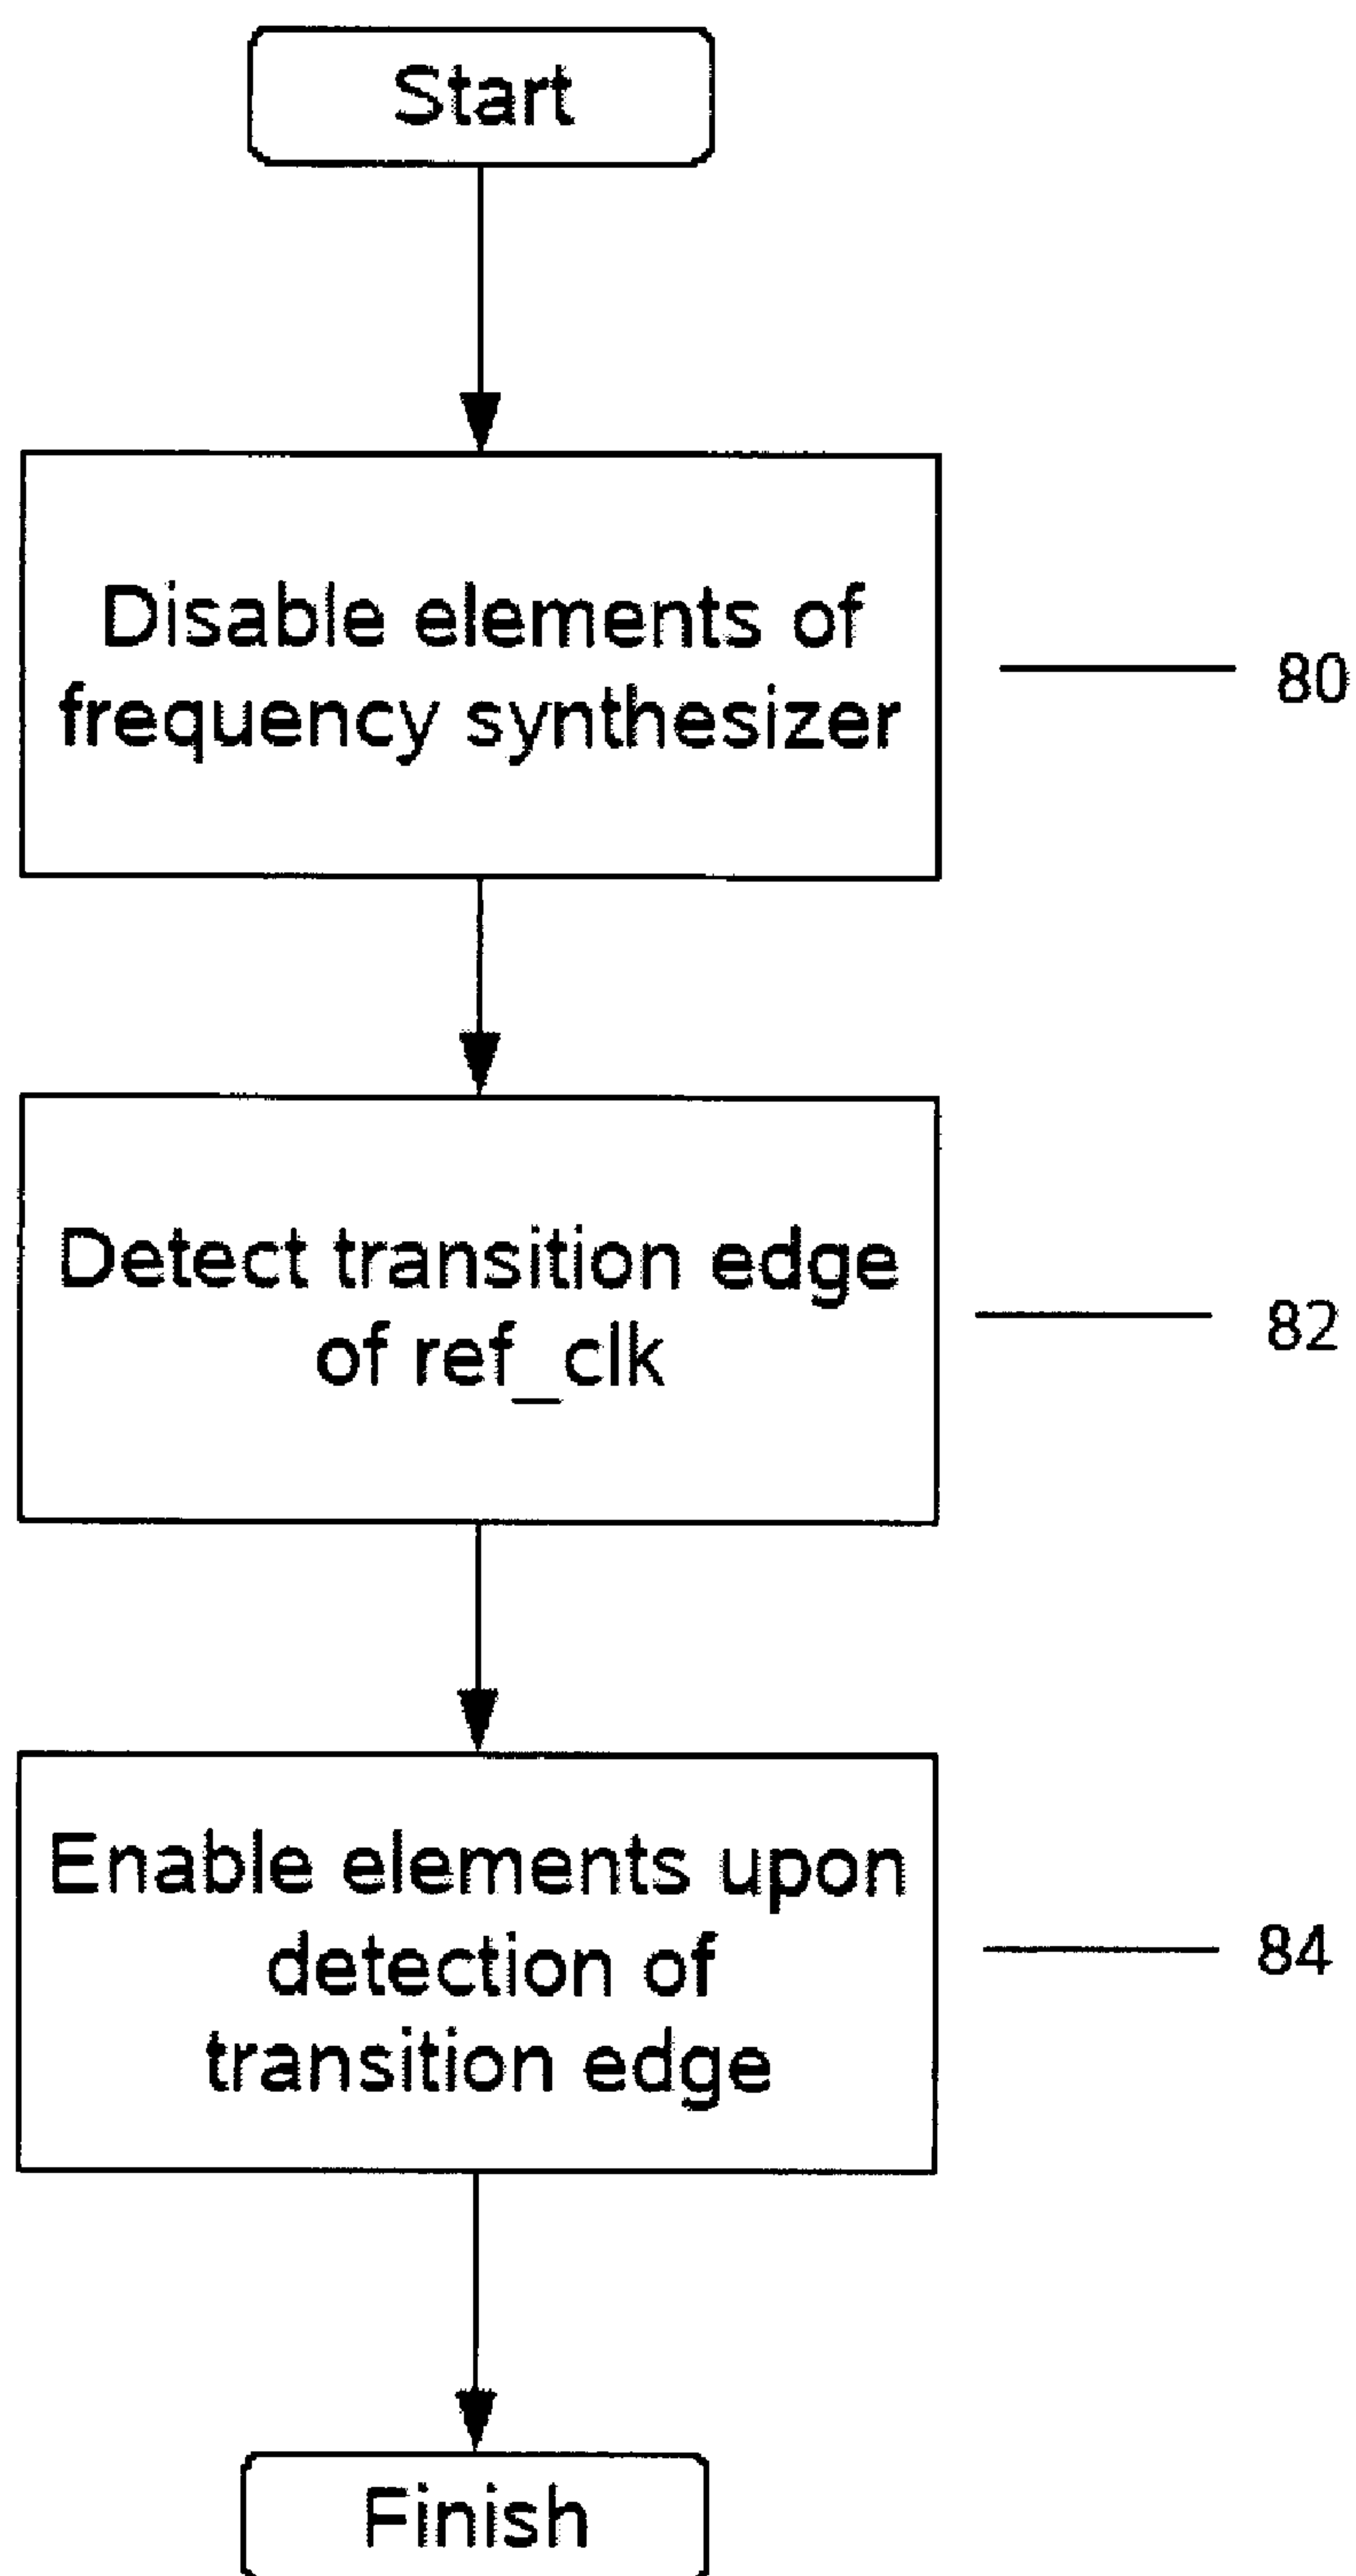 Start
Disable elements of
frequency synthesizer
80
Detect transition edge
of ref_clk
82
Enable elements upon
detection of
transition edge
84
Finish